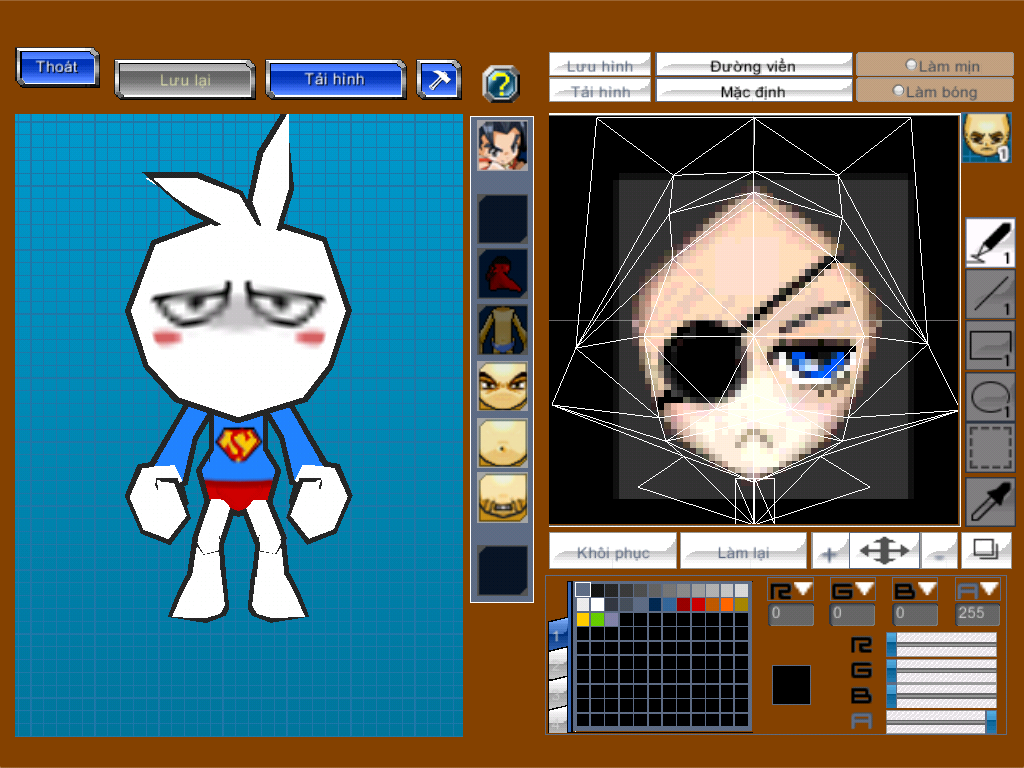 Thoát
Lưu lại
Tải hình
?
Lưu hình
Đường viền
Làm mịn
Tải hình
Mặc định
Làm bóng
1
S
1
1
1
1
Khôi phục
Làm lại
+
-
R G B A
0 0 0 255
1
R
G
B
A